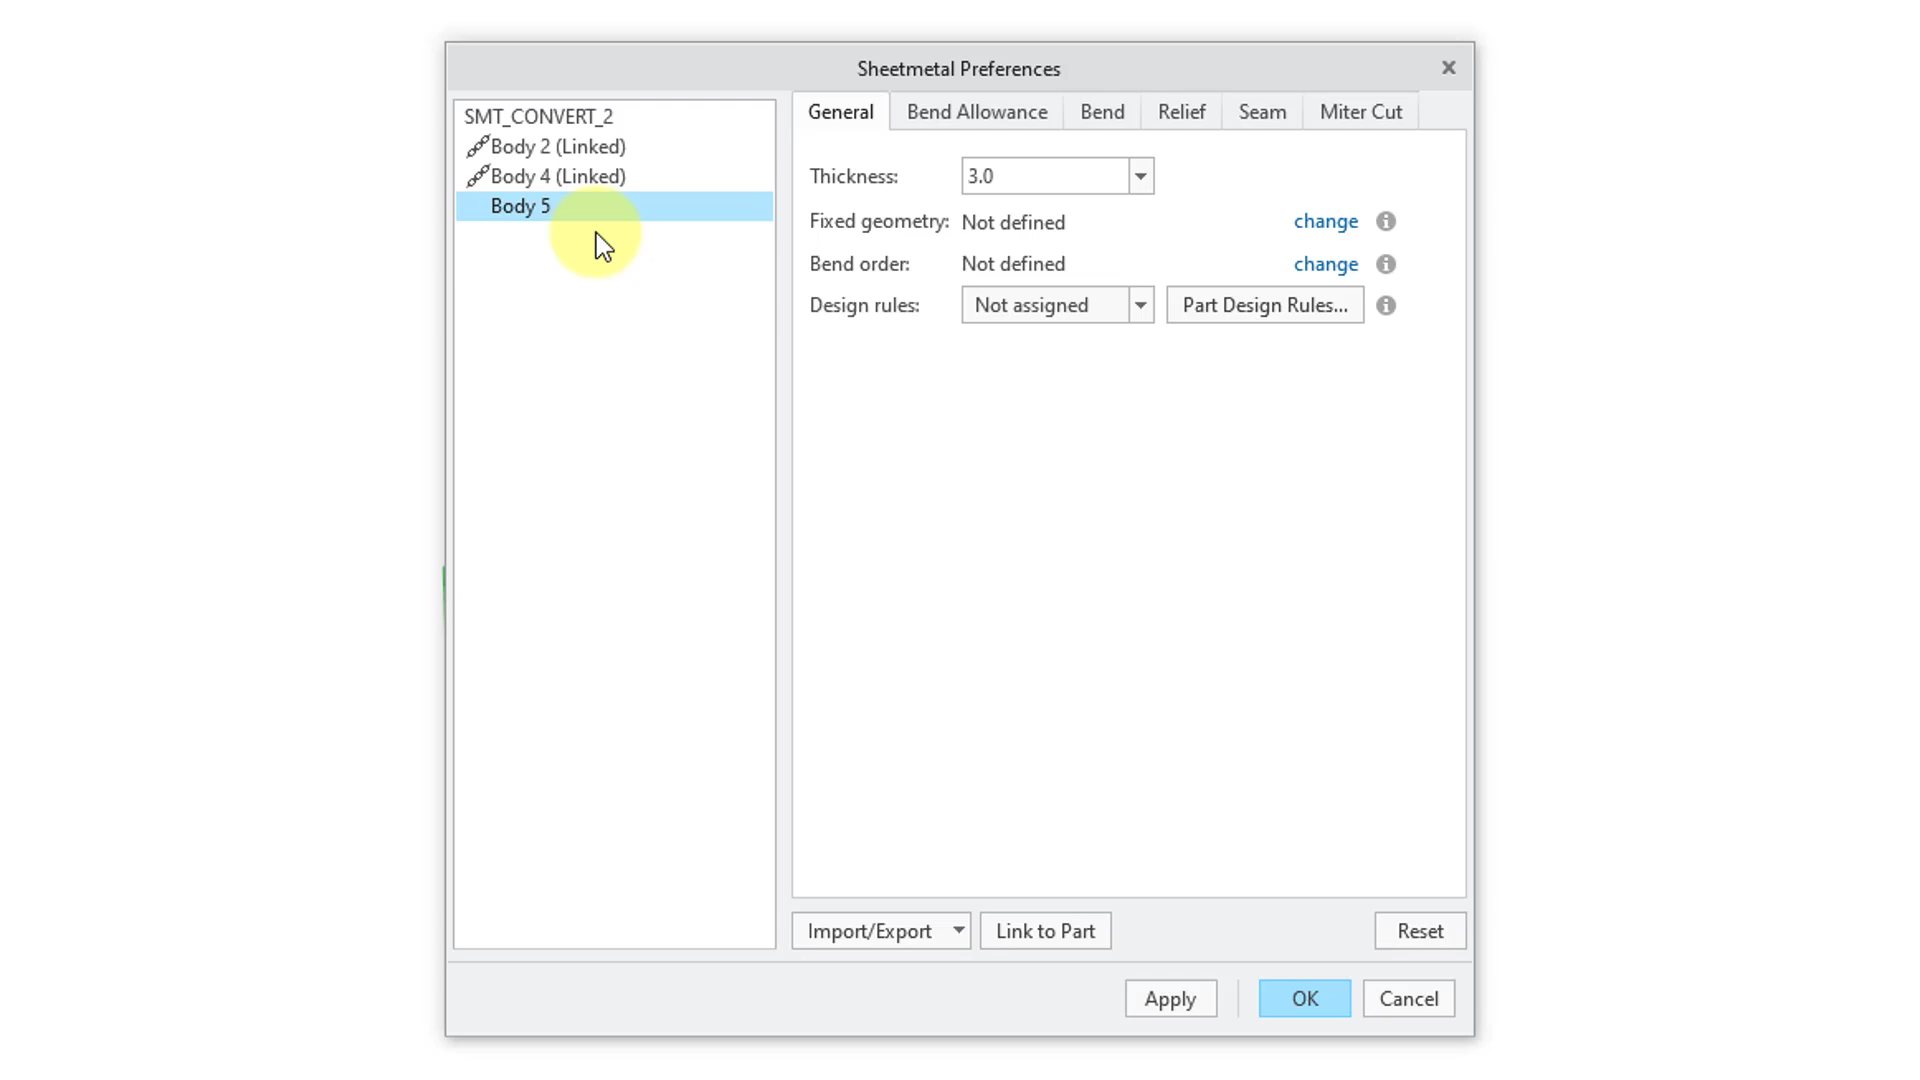 Sheetmetal Preferences
SMT_CONVERT_2
Body 2 (Linked)
Body 4 (Linked)
Body 5
General Bend Allowance Bend Relief Seam Miter Cut
Thickness: 3.0
Fixed geometry: Not defined change
Bend order: Not defined change
Design rules: Not assigned Part Design Rules...
Import/Export Link to Part Reset
Apply OK Cancel